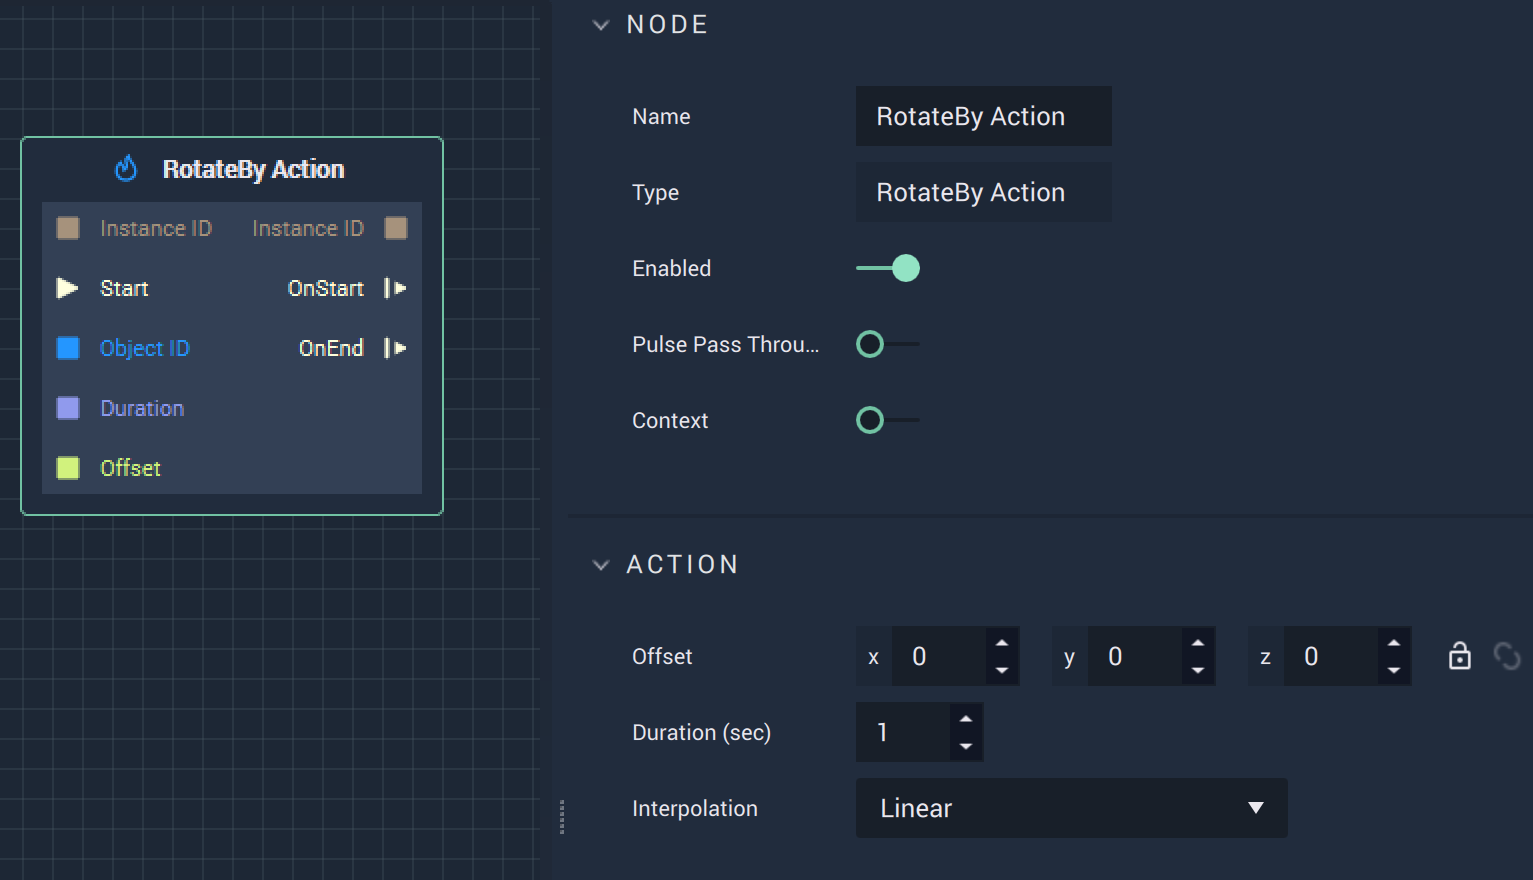 RotateBy Action
Instance ID Instance ID
Start OnStart
Object ID OnEnd
Duration
Offset
NODE
Name RotateBy Action
Type RotateBy Action
Enabled
Pulse Pass Throu...
Context
ACTION
Offset x 0 y 0 z 0
Duration (sec) 1
Interpolation Linear